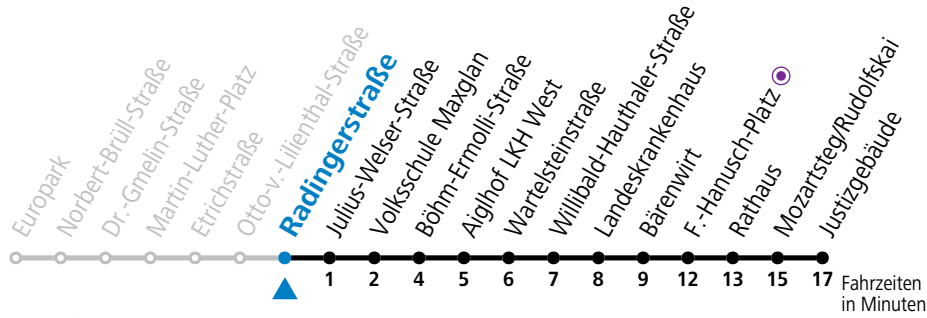 Europark
Norbert-Brüll-Straße
Dr.-Gmelin-Straße
Martin-Luther-Platz
Etrichstraße
Otto-v.-Lilienthal-Straße
Radingerstraße
Julius-Welser-Straße
Volksschule Maxglan
Böhm-Ermolli-Straße
Aiglhof LKH West
Wartelsteinstraße
Willibald-Hauthaler-Straße
Landeskrankenhaus
Bärenwirt
F.-Hanusch-Platz
Rathaus
Mozartsteg/Rudolfskai
Justizgebäude
1 2 4 5 6 7 8 9 12 13 15 17
Fahrzeiten
in Minuten